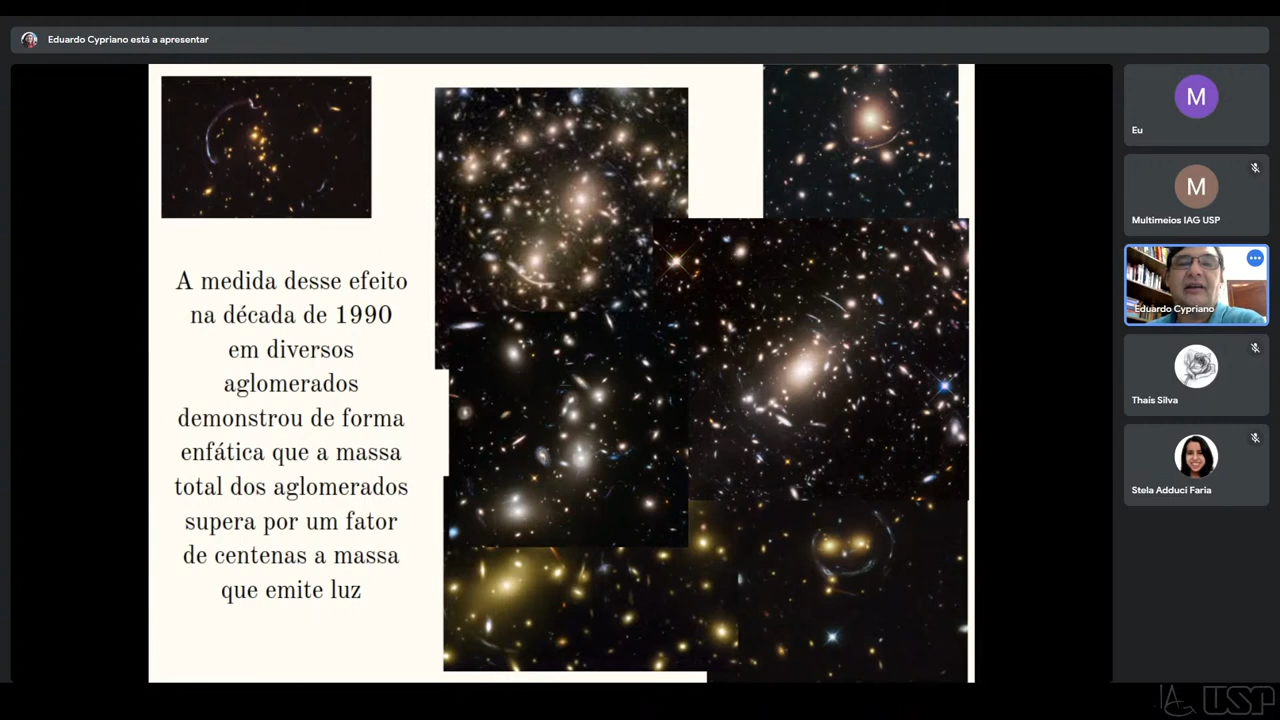 Eduardo Cypriano está a apresentar
A medida desse efeito
na década de 1990
em diversos
aglomerados
demonstrou de forma
enfática que a massa
total dos aglomerados
supera por um fator
de centenas a massa
que emite luz
M
Eu
M
Multimeios IAG USP
Eduardo Cypriano
Thaís Silva
Stela Adduci Faria
USP